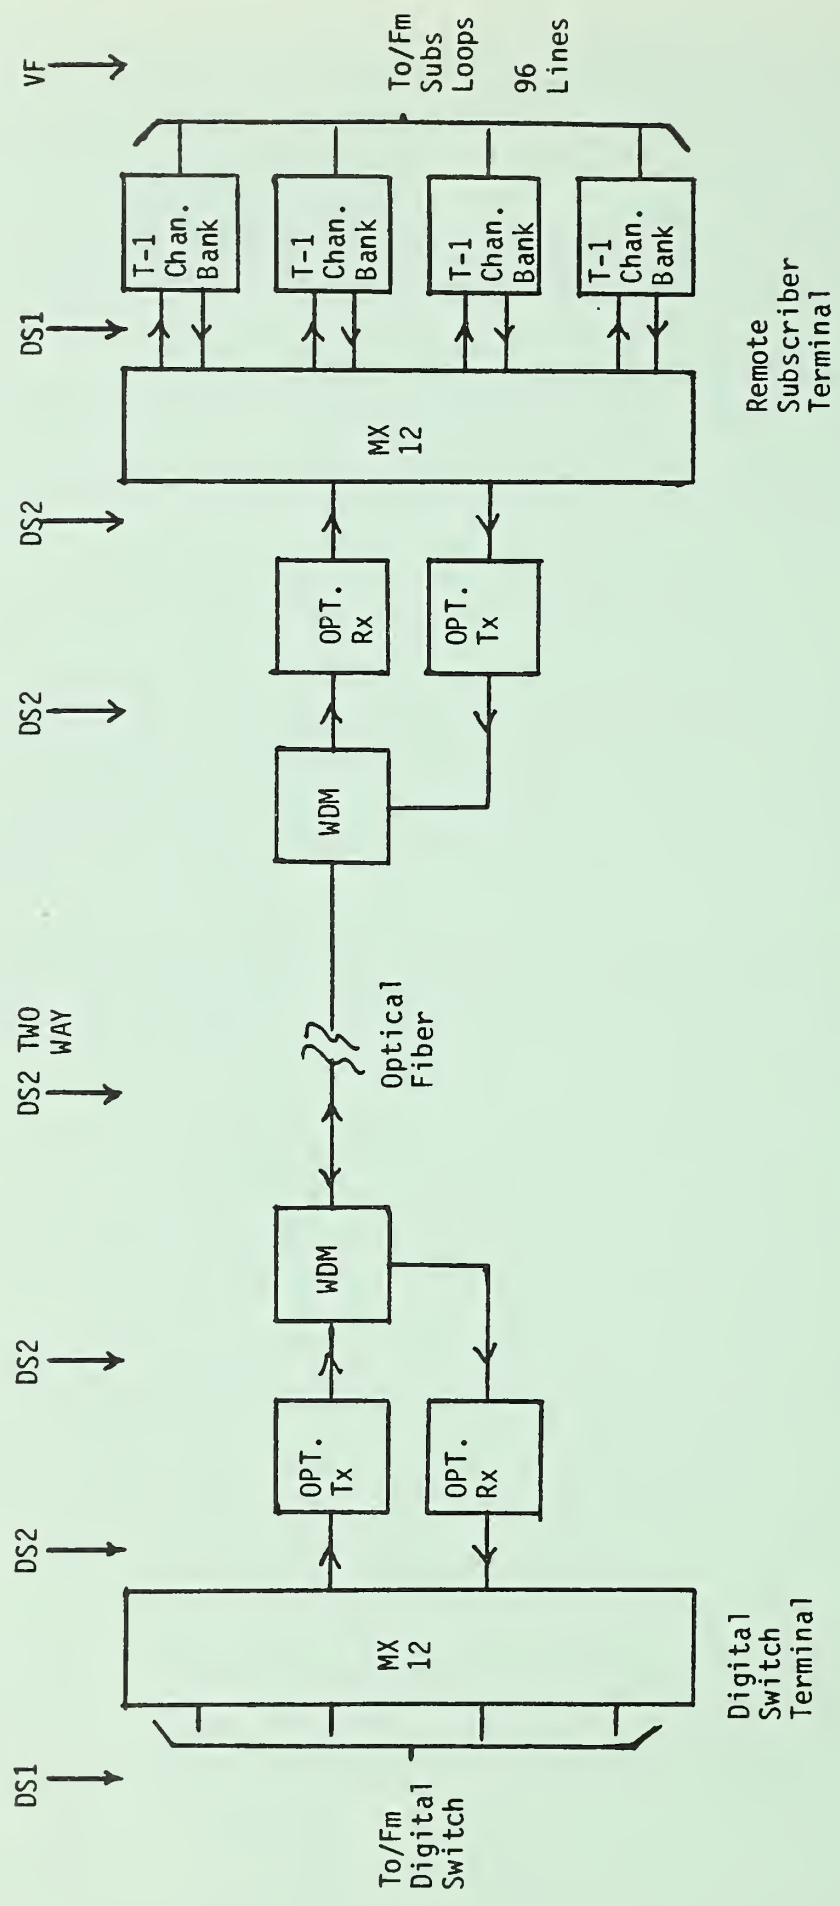 DS1
DS2
DS2
DS2 TWO
WAY
DS2
DS2
DS1
VF
To/Fm
Digital
Switch
MX
12
OPT.
Tx
OPT.
Rx
WDM
Optical
Fiber
WDM
OPT.
Rx
OPT.
Tx
MX
12
T-1
Chan.
Bank
T-1
Chan.
Bank
T-1
Chan.
Bank
T-1
Chan.
Bank
To/Fm
Subs
Loops
96
Lines
Digital
Switch
Terminal
Remote
Subscriber
Terminal